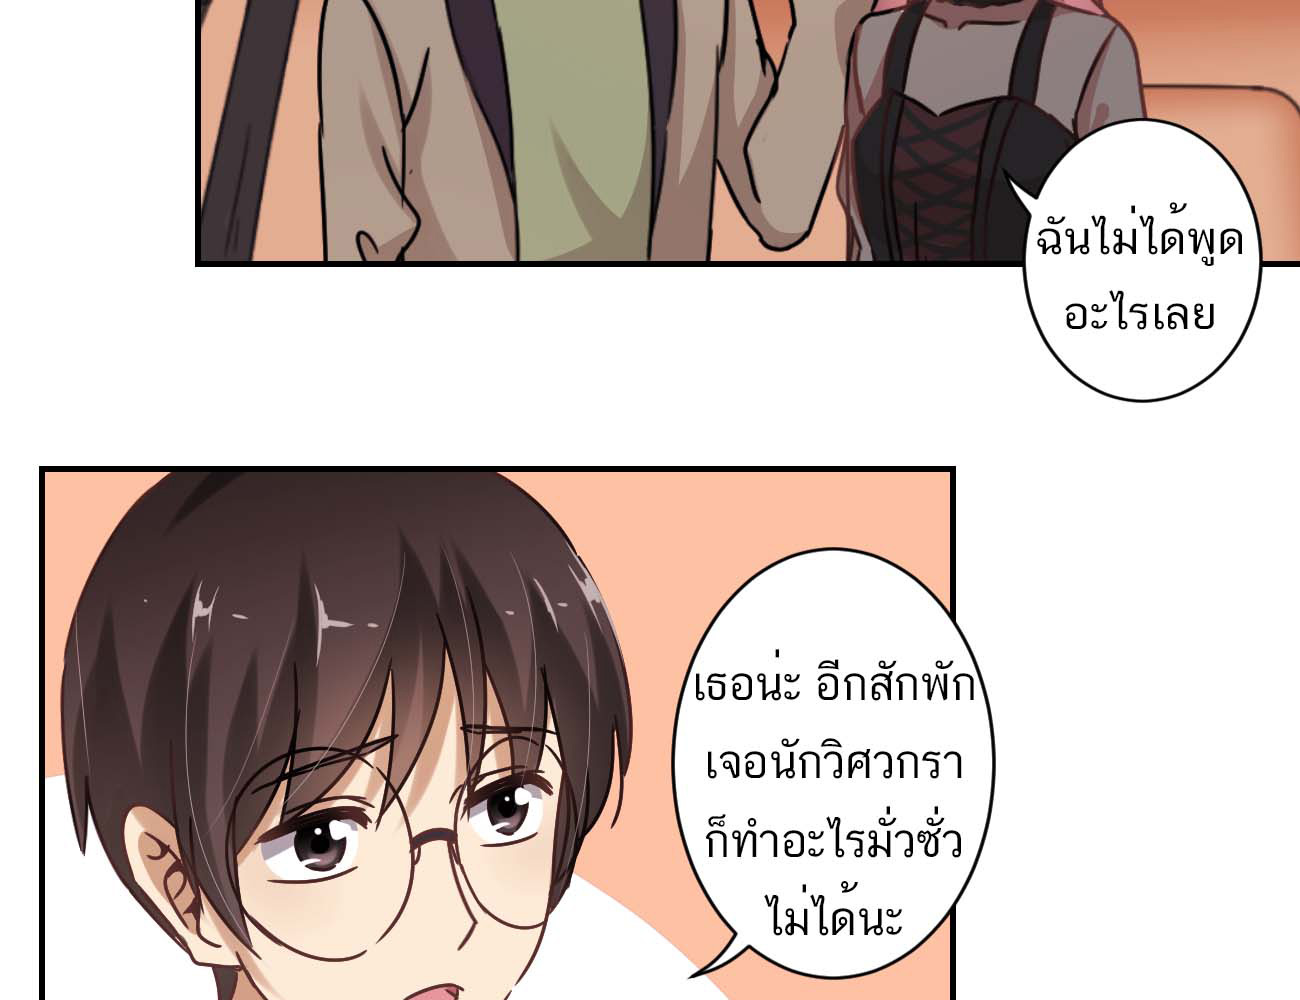 ฉันไม่ได้พูด
อะไรเลย
เธอน่ะ อีกสักพัก
เจอนักวิศวกรา
ก็ทำอะไรมั่วซั่ว
ไม่ได้นะ